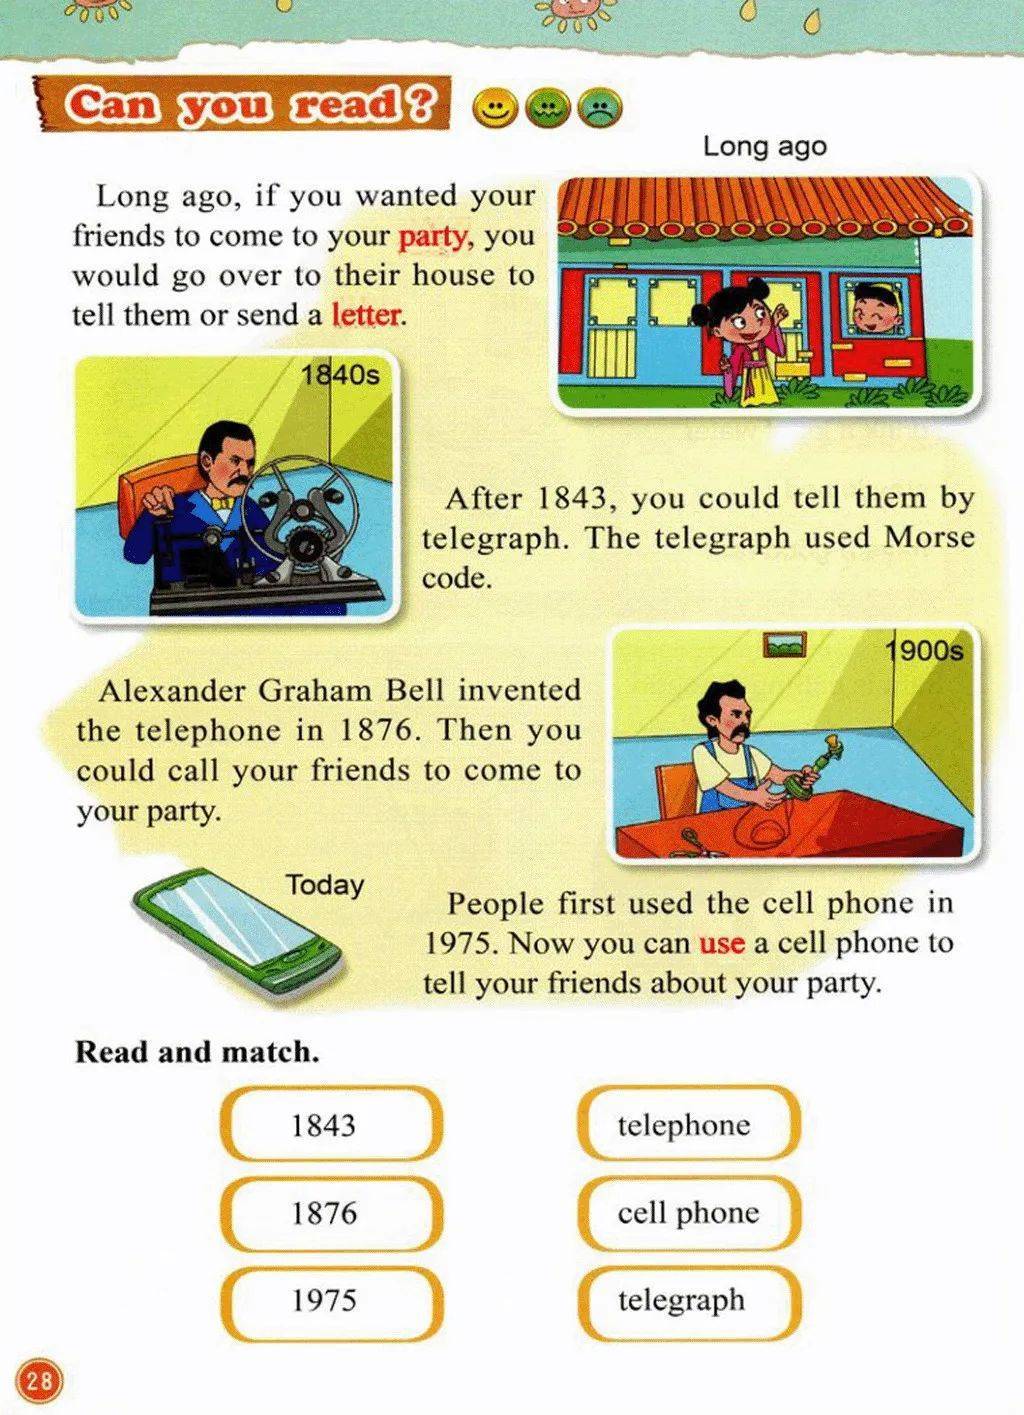 Can you read?
Long ago
Long ago, if you wanted your
friends to come to your party, you
would go over to their house to
tell them or send a letter.
1840s
After 1843, you could tell them by
telegraph. The telegraph used Morse
code.
1900s
Alexander Graham Bell invented
the telephone in 1876. Then you
could call your friends to come to
your party.
Today
People first used the cell phone in
1975. Now you can use a cell phone to
tell your friends about your party.
Read and match.
1843
telephone
1876
cell phone
1975
telegraph
28